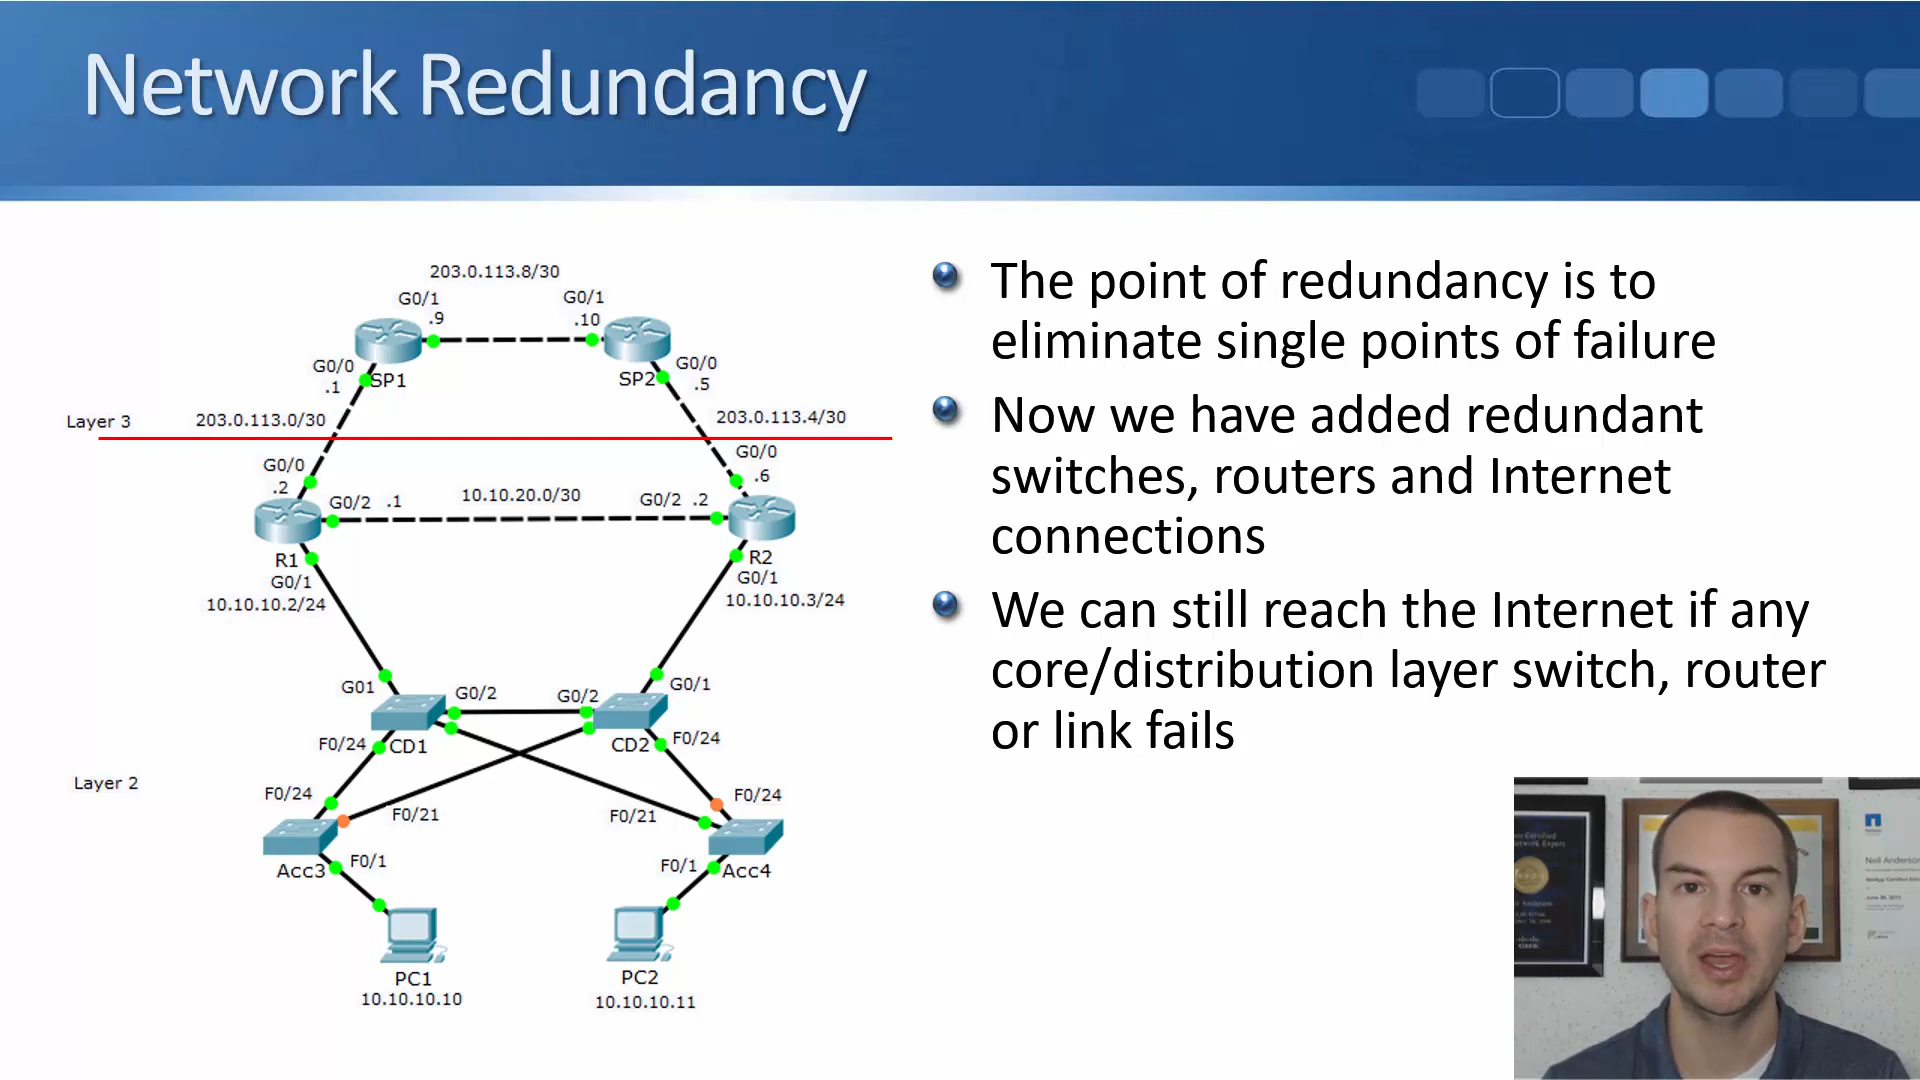 Network Redundancy
203.0.113.8/30
G0/1
G0/1
.9
.10
G0/0
.1
SP1
SP2
G0/0
.5
Layer 3
203.0.113.0/30
203.0.113.4/30
G0/0
.2
G0/0
.6
G0/2 .1
10.10.20.0/30
G0/2 .2
R1
R2
G0/1
G0/1
10.10.10.2/24
10.10.10.3/24
G01
G0/2
G0/2
G0/1
F0/24
CD1
CD2
F0/24
Layer 2
F0/24
F0/21
F0/21
F0/24
Acc3
F0/1
F0/1
Acc4
PC1
10.10.10.10
PC2
10.10.10.11
The point of redundancy is to
eliminate single points of failure
Now we have added redundant
switches, routers and Internet
connections
We can still reach the Internet if any
core/distribution layer switch, router
or link fails
Neil Anderson